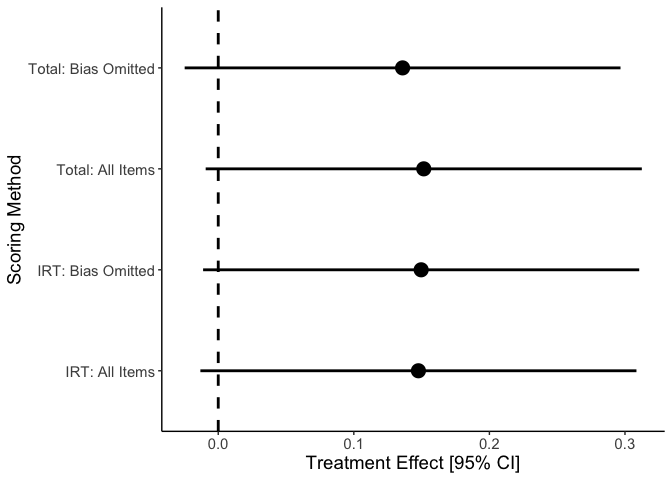 Scoring Method
Total: Bias Omitted
Total: All Items
IRT: Bias Omitted
IRT: All Items
0.0 0.1 0.2 0.3
Treatment Effect [95% CI]